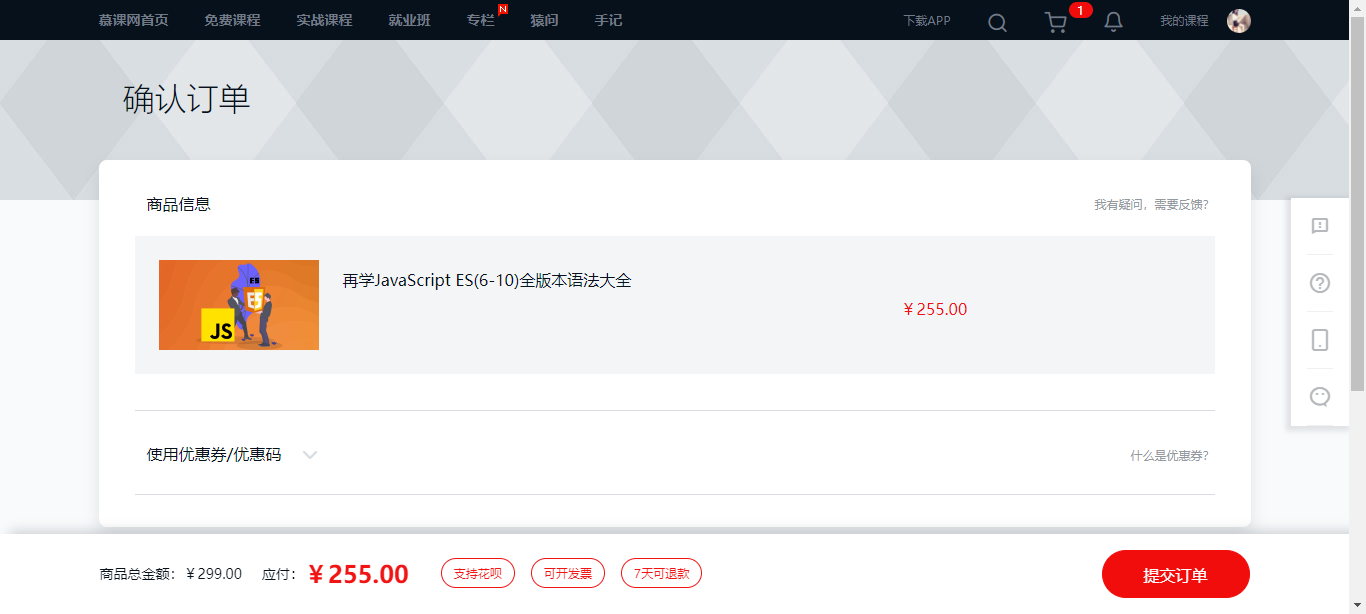 慕课网首页 免费课程 实战课程 就业班 专栏 N 猿问 手记 下载APP 1 我的课程
确认订单
商品信息 我有疑问，需要反馈?
再学JavaScript ES(6-10)全版本语法大全
¥ 255.00
ES
JS
使用优惠券/优惠码 什么是优惠券?
商品总金额: ¥ 299.00 应付: ¥ 255.00 支持花呗 可开发票 7天可退款 提交订单